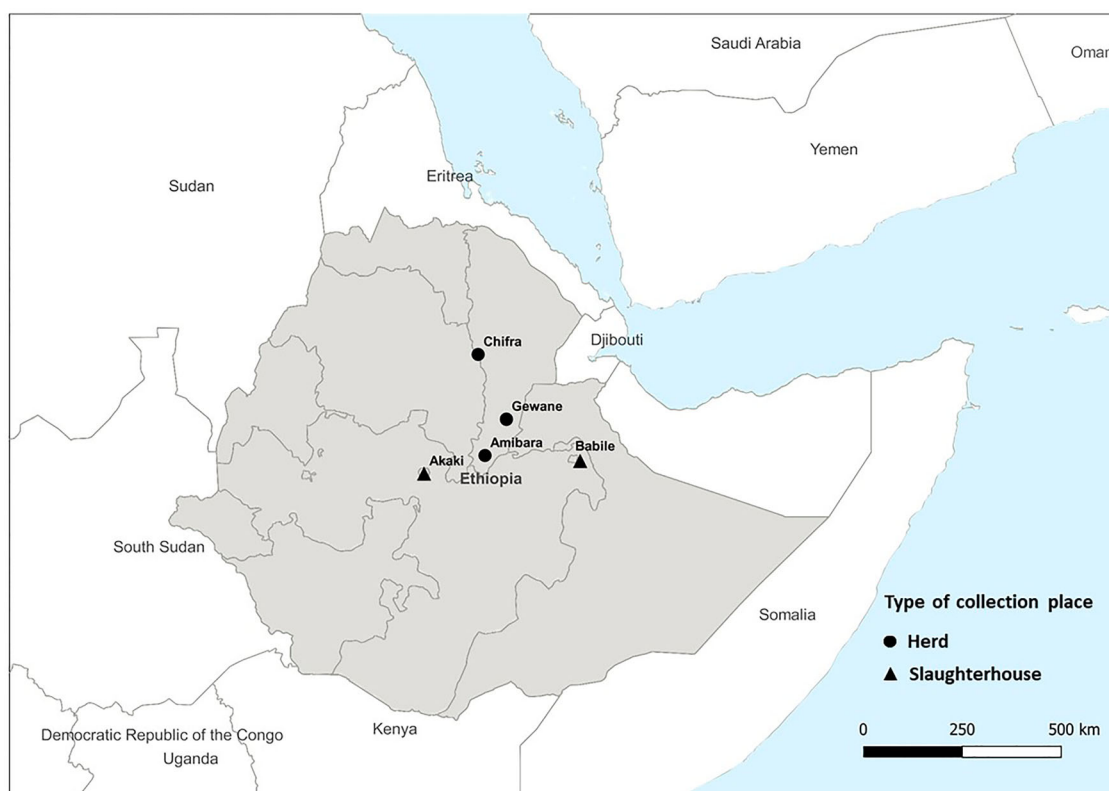 Saudi Arabia
Oman
Yemen
Sudan
Eritrea
Chifra
Djibouti
Gewane
Amibara
Babile
Akaki
Ethiopia
South Sudan
Somalia
Type of collection place
Herd
Slaughterhouse
Kenya
Democratic Republic of the Congo
Uganda
0 250 500 km